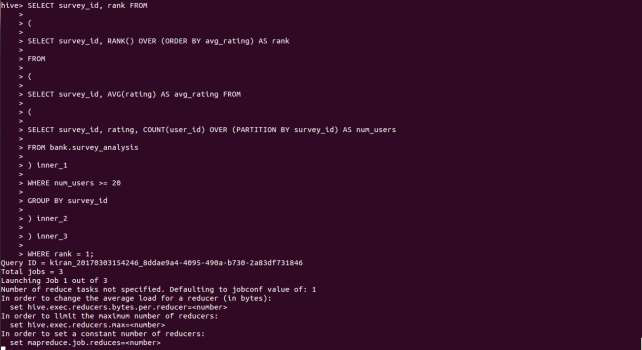 hive> SELECT survey_id, rank FROM
    >
    > (
    >
    > SELECT survey_id, RANK() OVER (ORDER BY avg_rating) AS rank
    >
    > FROM
    >
    > (
    >
    > SELECT survey_id, AVG(rating) AS avg_rating FROM
    >
    > (
    >
    > SELECT survey_id, rating, COUNT(user_id) OVER (PARTITION BY survey_id) AS num_users
    >
    > FROM bank.survey_analysis
    >
    > ) inner_1
    >
    > WHERE num_users >= 20
    >
    > GROUP BY survey_id
    >
    > ) inner_2
    >
    > ) inner_3
    >
    > WHERE rank = 1;
Query ID = kiran_20170303154246_8ddae9a4-4095-490a-b730-2a83df731846
Total jobs = 3
Launching Job 1 out of 3
Number of reduce tasks not specified. Defaulting to jobconf value of: 1
In order to change the average load for a reducer (in bytes):
  set hive.exec.reducers.bytes.per.reducer=<number>
In order to limit the maximum number of reducers:
  set hive.exec.reducers.max=<number>
In order to set a constant number of reducers:
  set mapreduce.job.reduces=<number>